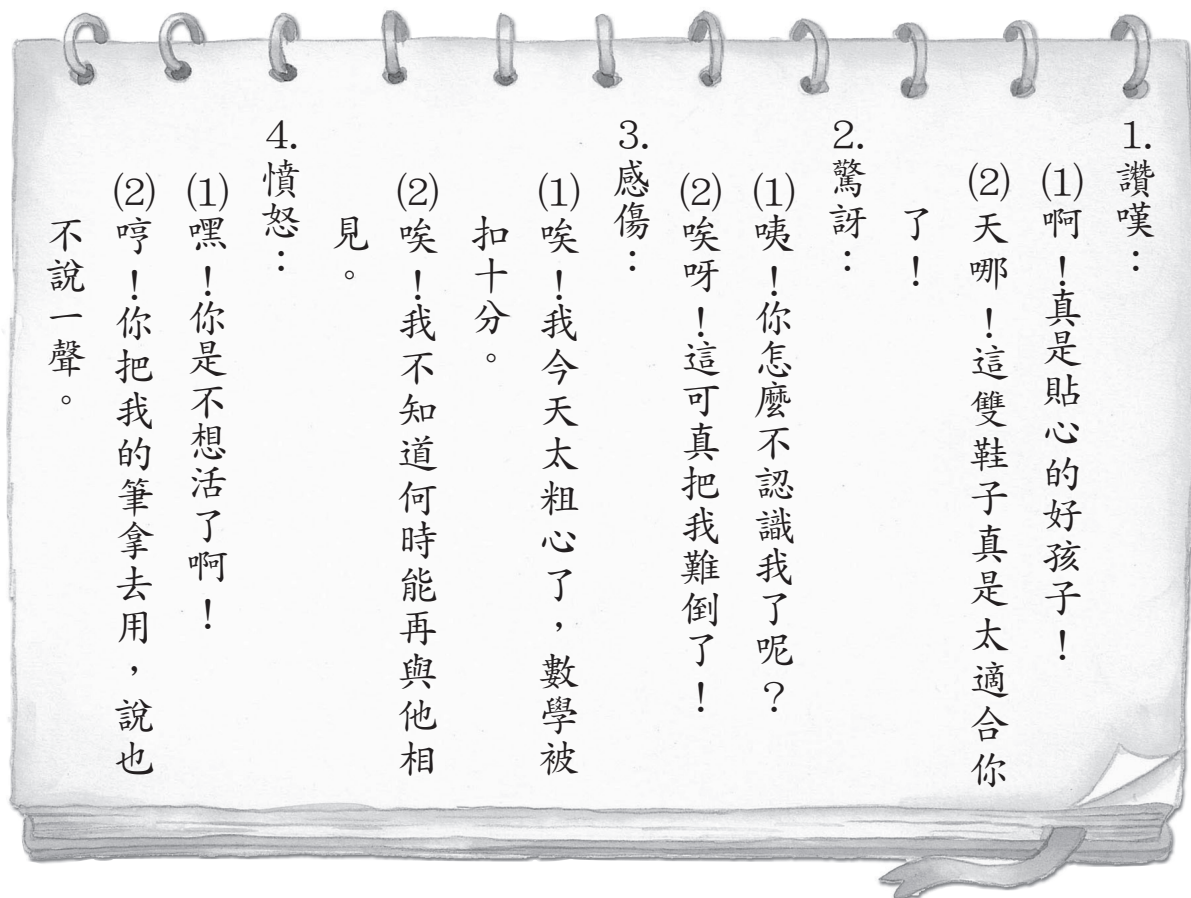 1.讚嘆：
⑴啊！真是貼心的好孩子！
⑵天哪！這雙鞋子真是太適合你
了！
2.驚訝：
⑴咦！你怎麼不認識我了呢？
⑵唉呀！這可真把我難倒了！
3.感傷：
⑴唉！我今天太粗心了，數學被
扣十分。
⑵唉！我不知道何時能再與他相
見。
4.憤怒：
⑴嘿！你是不想活了啊！
⑵哼！你把我的筆拿去用，說也
不說一聲。